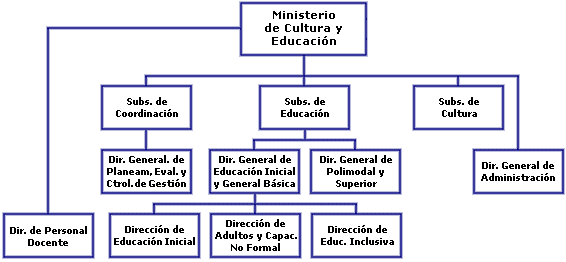 Ministerio
de Cultura y
Educación
Subs. de
Coordinación
Subs. de
Educación
Subs. de
Cultura
Dir. General. de
Planeam, Eval. y
Ctrol. de Gestión
Dir. General de
Educación Inicial
y General Básica
Dir. General de
Polimodal y
Superior
Dir. General de
Administración
Dir. de Personal
Docente
Dirección de
Educación Inicial
Dirección de
Adultos y Capac.
No Formal
Dirección de
Educ. Inclusiva